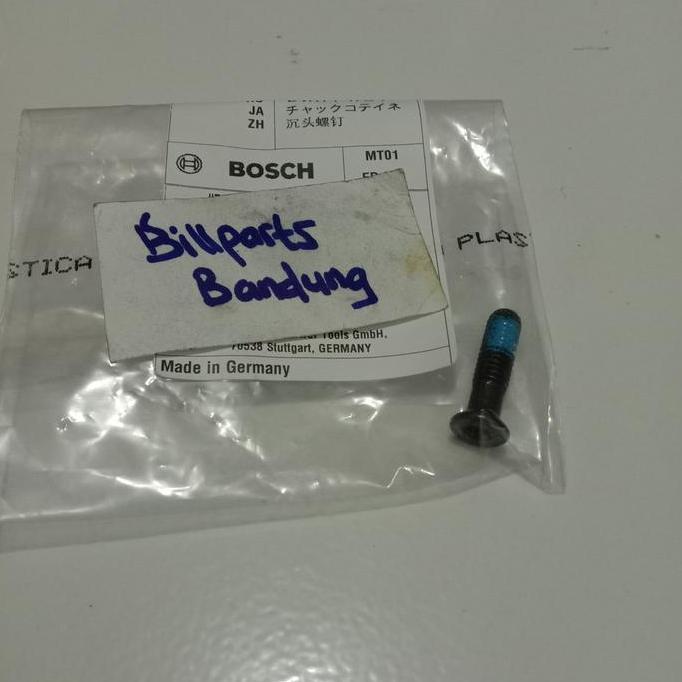 JA チャックコテイネ
ZH 沉头螺钉
BOSCH MT01
Billparts
Bandung
STICA
PLAS
Tools GmbH,
70538 Stuttgart, GERMANY
Made in Germany